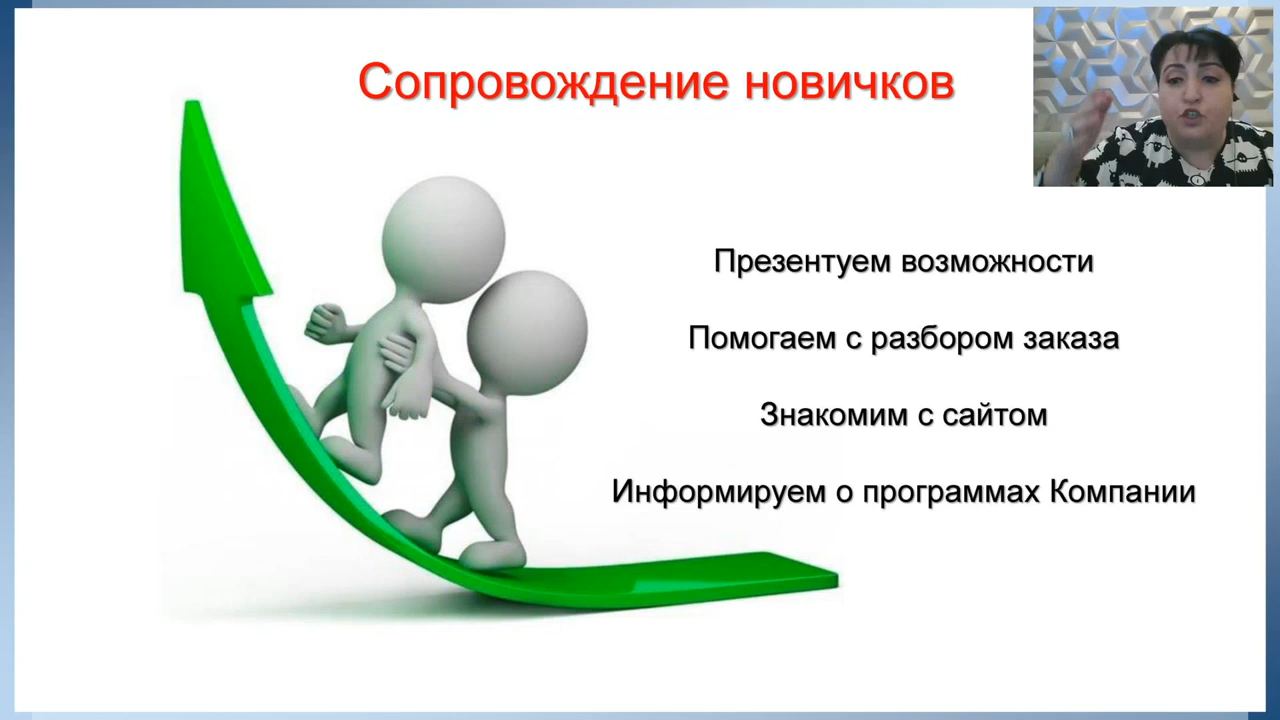 Сопровождение новичков
Презентуем возможности
Помогаем с разбором заказа
Знакомим с сайтом
Информируем о программах Компании